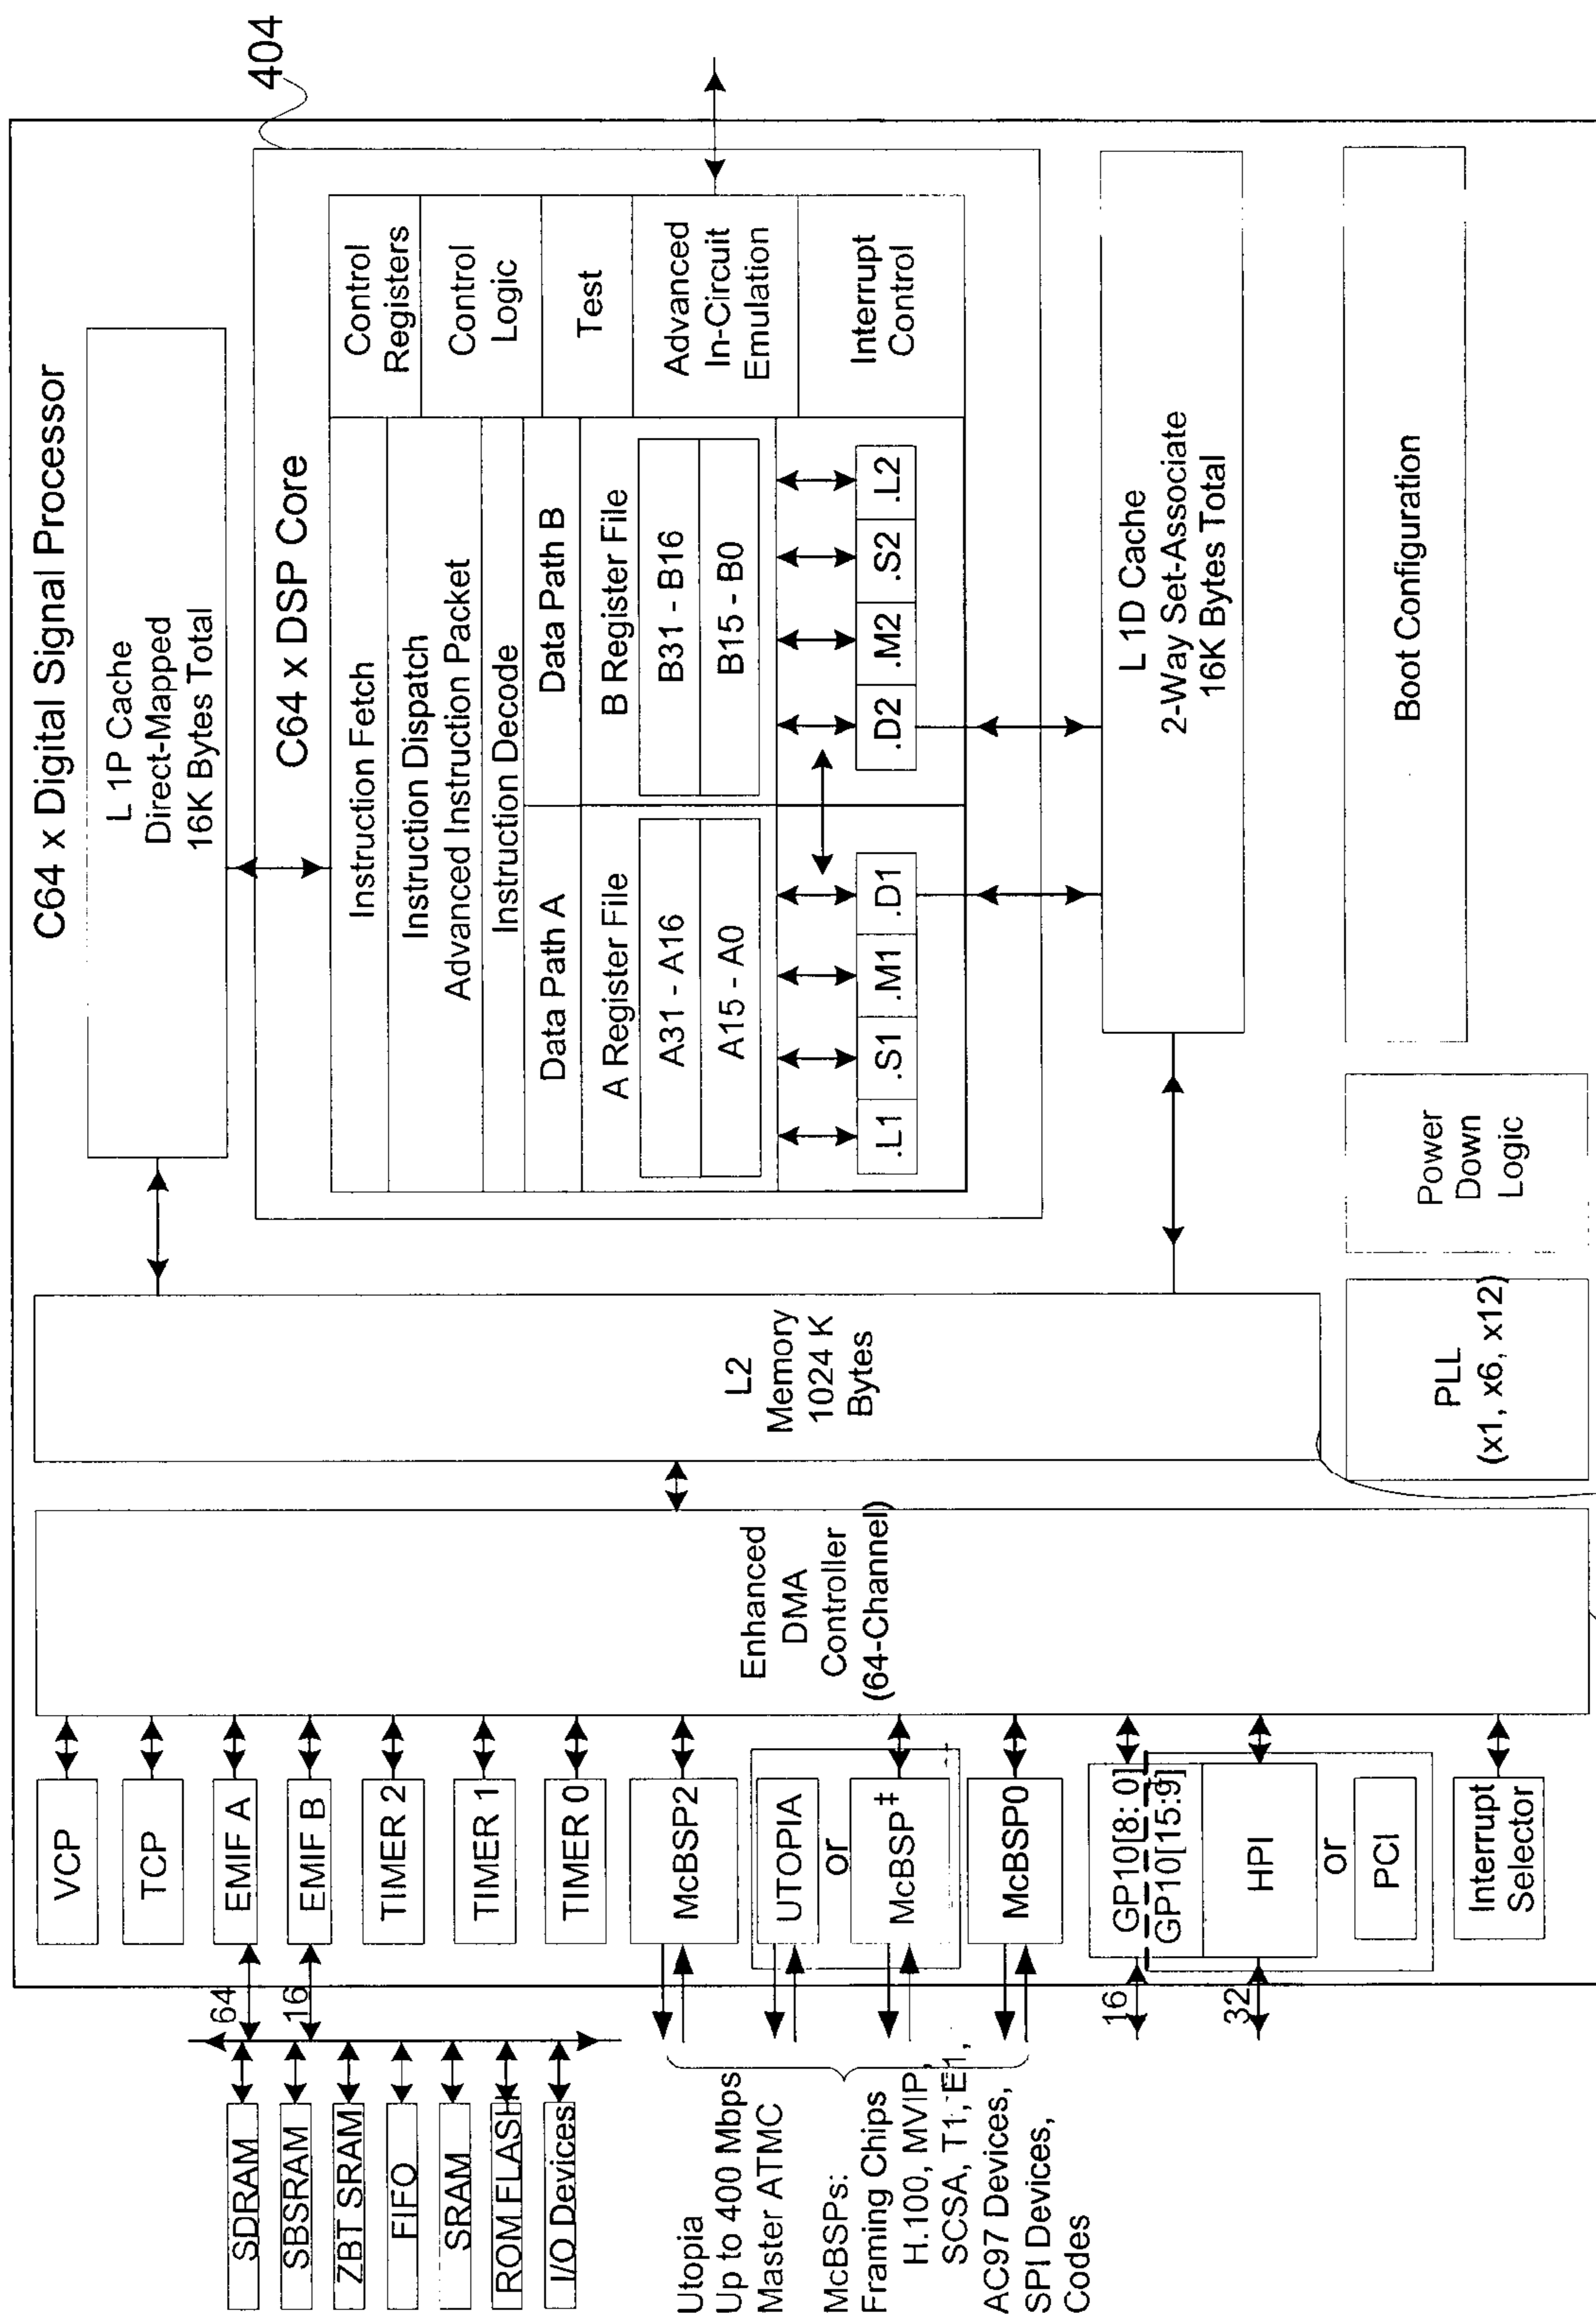 C64 x Digital Signal Processor
404
SDRAM
SBSRAM
ZBT SRAM
FIFO
SRAM
ROM FLASH
I/O Devices
64
16
Utopia
Up to 400 Mbps
Master ATMC
McBSPs:
Framing Chips
H.100, MVIP,
SCSA, T1, E1,
AC97 Devices,
SPI Devices,
Codes
16
32
VCP
TCP
EMIF A
EMIF B
TIMER 2
TIMER 1
TIMER 0
McBSP2
UTOPIA
or
McBSP‡
McBSP0
GP10[8: 0]
GP10[15:9]
HPI
or
PCI
Interrupt
Selector
Enhanced
DMA
Controller
(64-Channel)
L2
Memory
1024 K
Bytes
PLL
(x1, x6, x12)
Power
Down
Logic
Boot Configuration
L 1P Cache
Direct-Mapped
16K Bytes Total
C64 x DSP Core
Instruction Fetch
Instruction Dispatch
Advanced Instruction Packet
Instruction Decode
Data Path A
Data Path B
A Register File
B Register File
A31 - A16
B31 - B16
A15 - A0
B15 - B0
.L1
.S1
.M1
.D1
.D2
.M2
.S2
.L2
Control
Registers
Control
Logic
Test
Advanced
In-Circuit
Emulation
Interrupt
Control
L 1D Cache
2-Way Set-Associate
16K Bytes Total